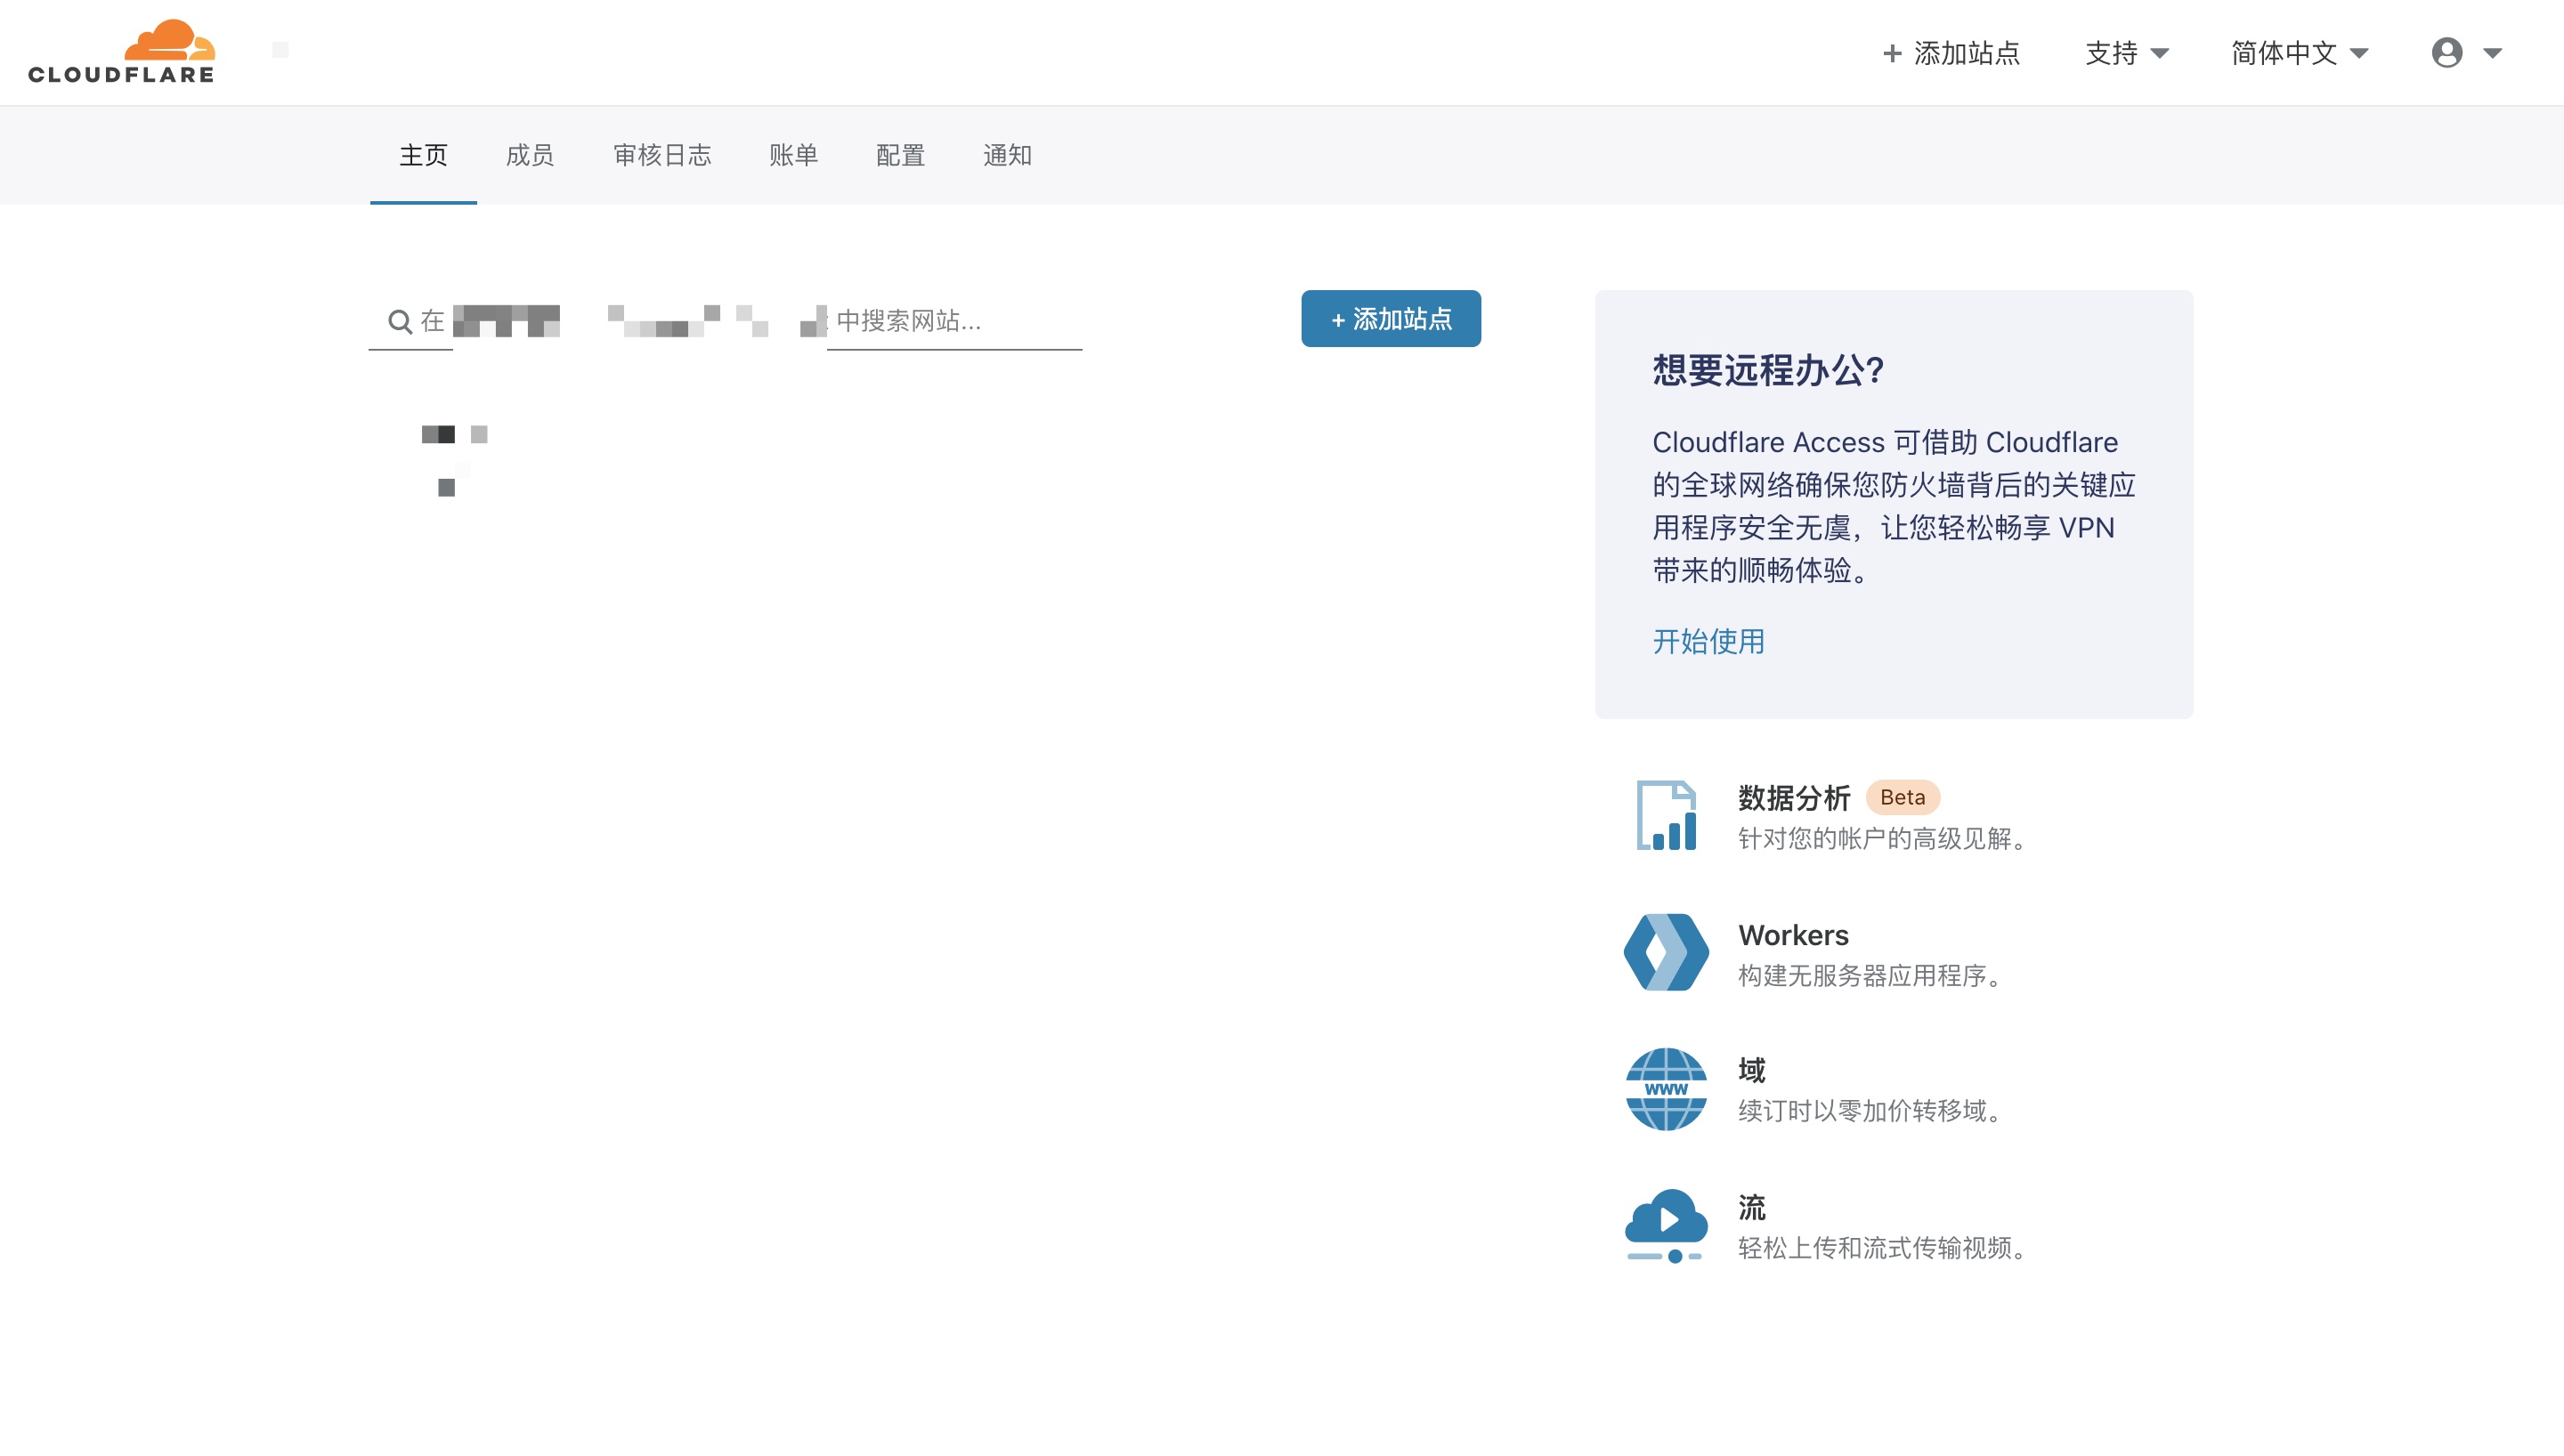 CLOUDFLARE
+ 添加站点 支持 简体中文
主页 成员 审核日志 账单 配置 通知
在 中搜索网站...
+ 添加站点
想要远程办公?
Cloudflare Access 可借助 Cloudflare
的全球网络确保您防火墙背后的关键应
用程序安全无虞，让您轻松畅享 VPN
带来的顺畅体验。
开始使用
数据分析 Beta
针对您的帐户的高级见解。
Workers
构建无服务器应用程序。
www
域
续订时以零加价转移域。
流
轻松上传和流式传输视频。